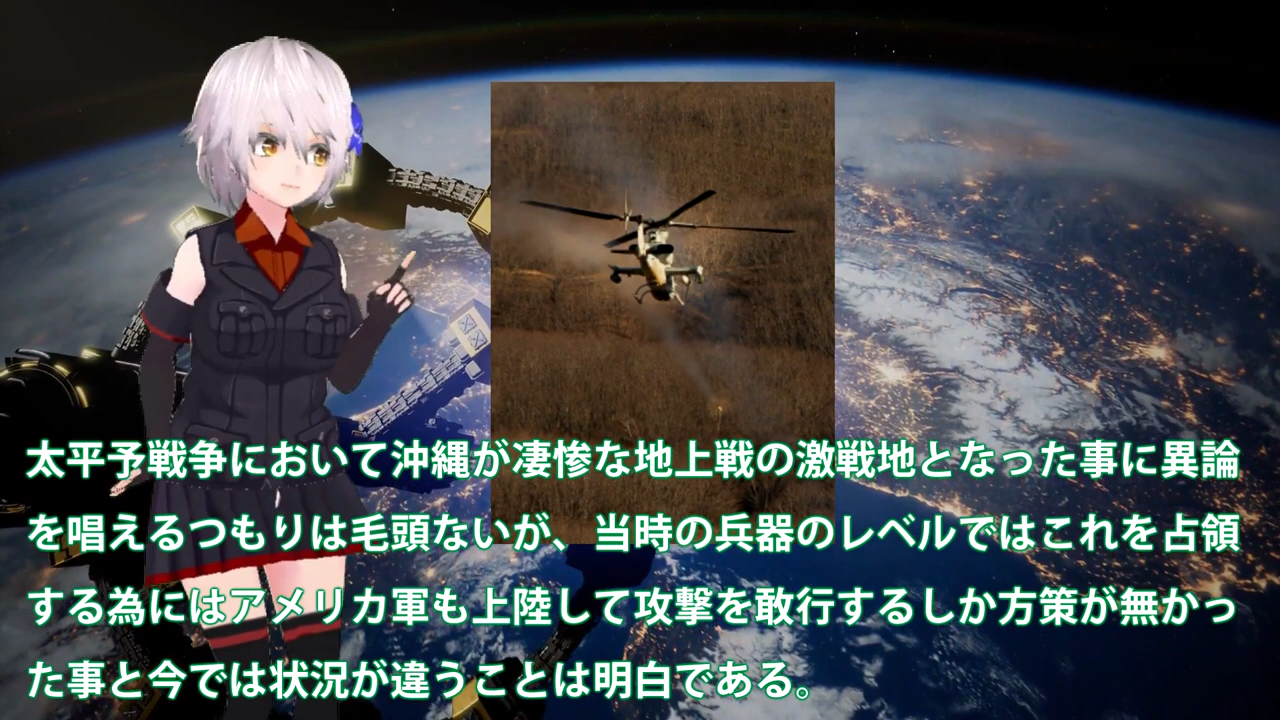 太平予戦争において沖縄が凄惨な地上戦の激戦地となった事に異論
を唱えるつもりは毛頭ないが、当時の兵器のレベルではこれを占領
する為にはアメリカ軍も上陸して攻撃を敢行するしか方策が無かっ
た事と今では状況が違うことは明白である。